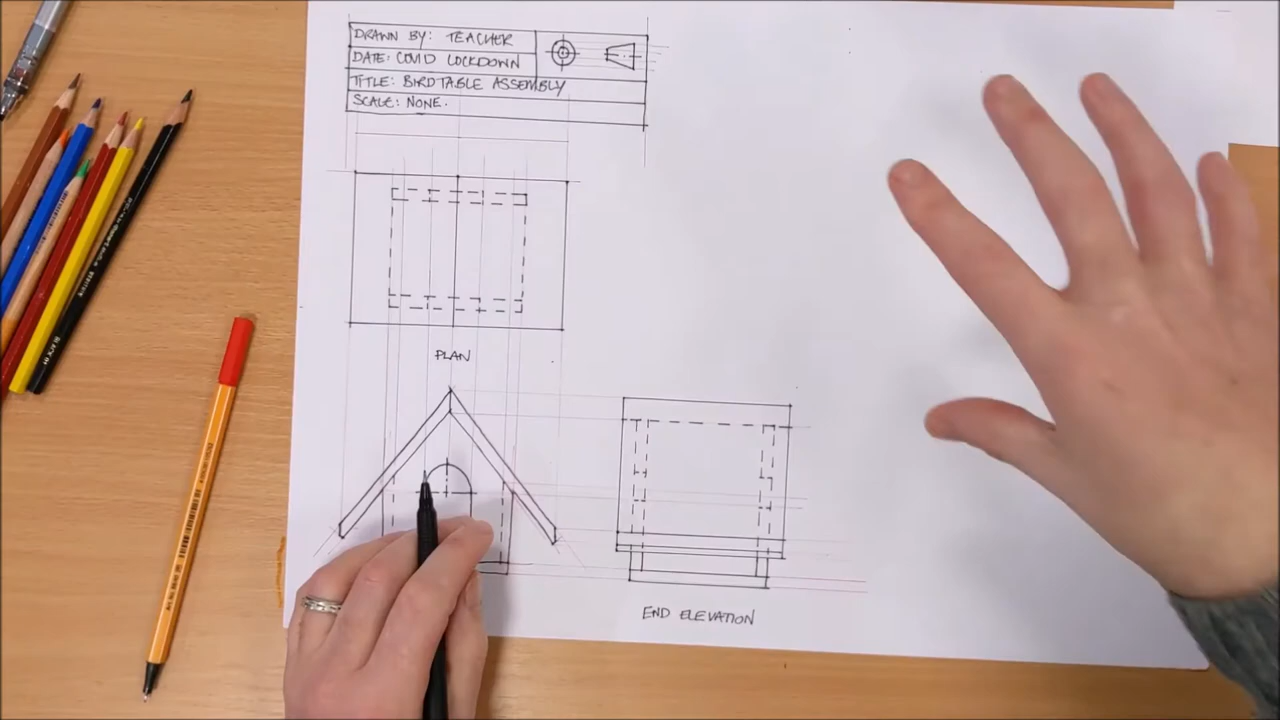 DRAWN BY: TEACHER
DATE: COVID LOCKDOWN
TITLE: BIRDTABLE ASSEMBLY
SCALE: NONE.
PLAN
END ELEVATION